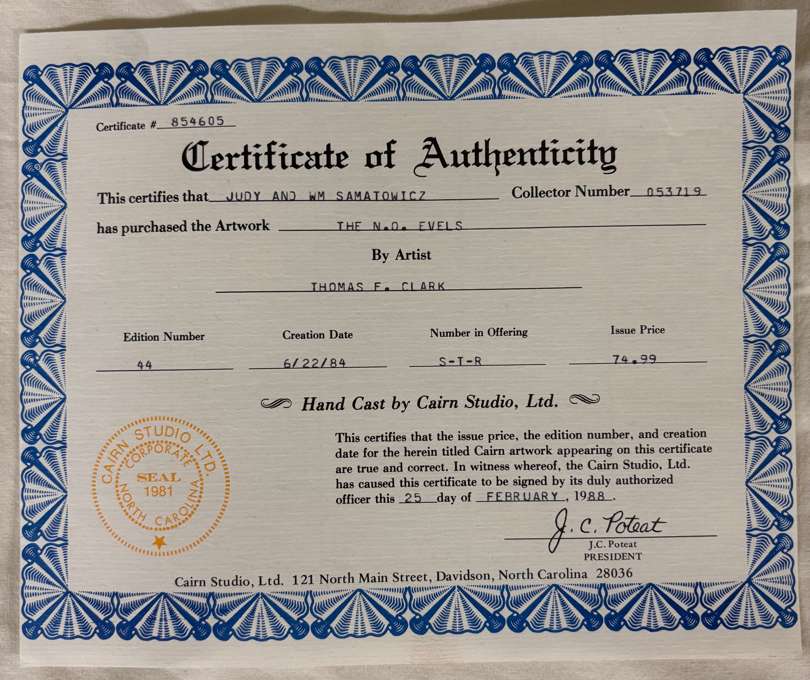 Certificate # 854605
Certificate of Authenticity
This certifies that JUDY AND WM SAMATOWICZ Collector Number 053719
has purchased the Artwork THE N.O. EVELS
By Artist
THOMAS F. CLARK
Edition Number Creation Date Number in Offering Issue Price
44 6/22/84 S-T-R 74.99
Hand Cast by Cairn Studio, Ltd.
This certifies that the issue price, the edition number, and creation
date for the herein titled Cairn artwork appearing on this certificate
are true and correct. In witness whereof, the Cairn Studio, Ltd.
has caused this certificate to be signed by its duly authorized
officer this 25 day of FEBRUARY, 1988.
CAIRN STUDIO LTD
CORPORATE
SEAL
1981
NORTH CAROLINA
J. C. Poteat
J.C. Poteat
PRESIDENT
Cairn Studio, Ltd. 121 North Main Street, Davidson, North Carolina 28036